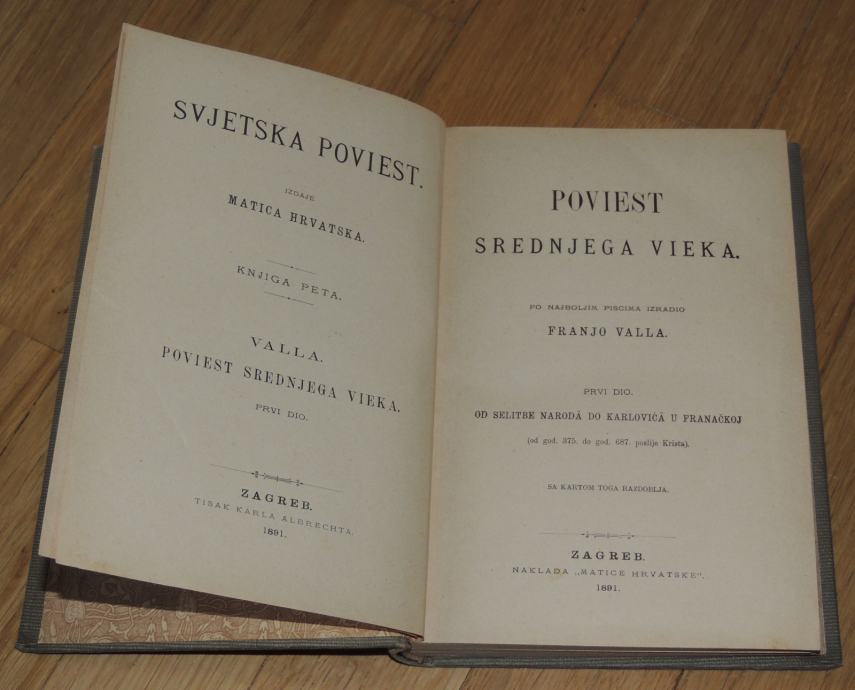 SVJETSKA POVIEST.
IZDAJE
MATICA HRVATSKA.
KNJIGA PETA.
VALLA.
POVIEST SREDNJEGA VIEKA.
PRVI DIO.
ZAGREB.
TISAK KARLA ALBRECHTA.
1891.
POVIEST
SREDNJEGA VIEKA.
PO NAJBOLJIM PISCIMA IZRADIO
FRANJO VALLA.
PRVI DIO.
OD SELITBE NARODÂ DO KARLOVIĆÂ U FRANAČKOJ
(od god. 375. do god. 687. poslije Krista).
SA KARTOM TOGA RAZDOBLJA.
ZAGREB.
NAKLADA „MATICE HRVATSKE”.
1891.